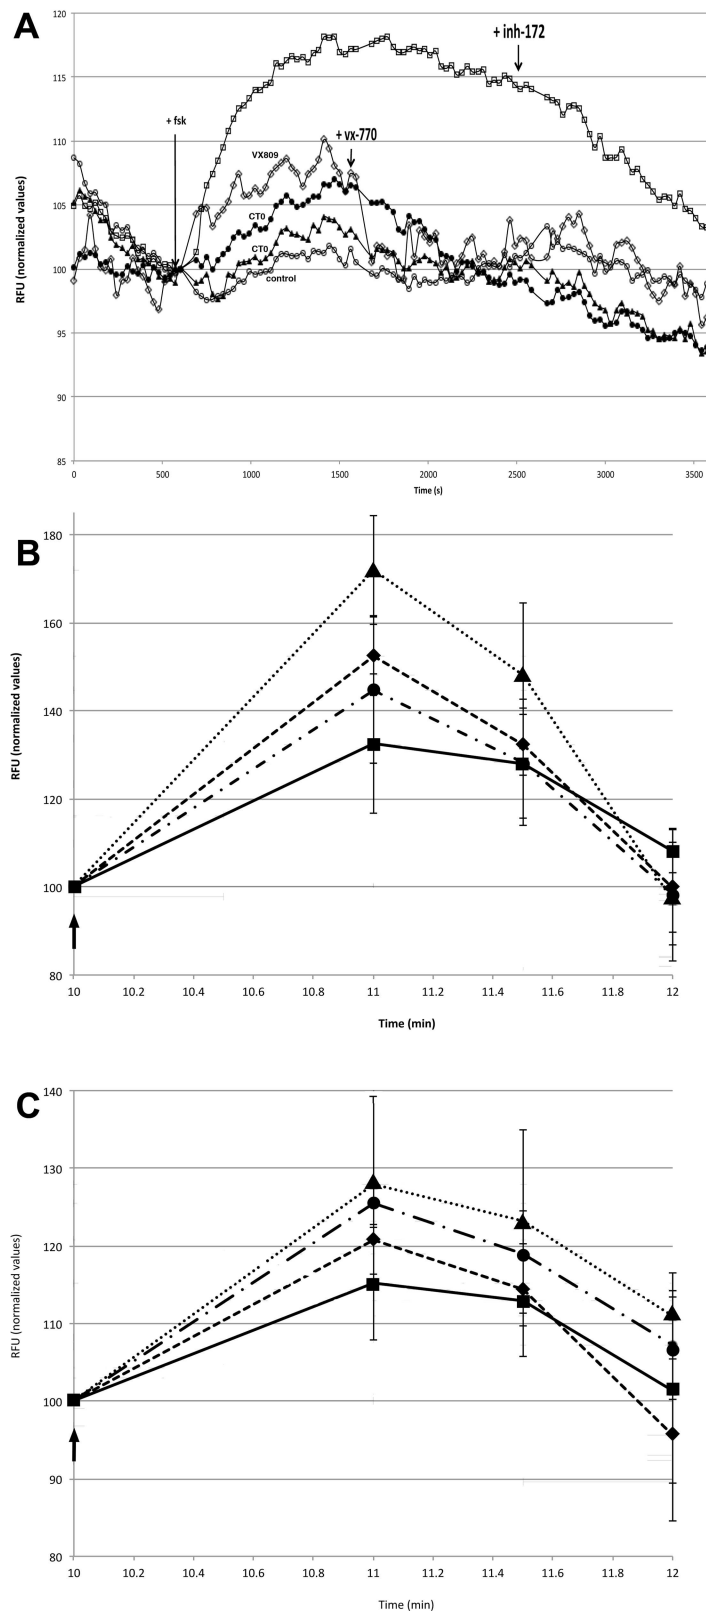 A
120
115
110
105
100
95
90
85
RFU (normalized values)
+ inh-172
+ fsk
+ vx-770
VX809
CT0
CT0
control
0 500 1000 1500 2000 2500 3000 3500
Time (s)
B
180
160
140
120
100
80
RFU (normalized values)
10 10.2 10.4 10.6 10.8 11 11.2 11.4 11.6 11.8 12
Time (min)
C
140
130
120
110
100
90
80
RFU (normalized values)
10 10.2 10.4 10.6 10.8 11 11.2 11.4 11.6 11.8 12
Time (min)